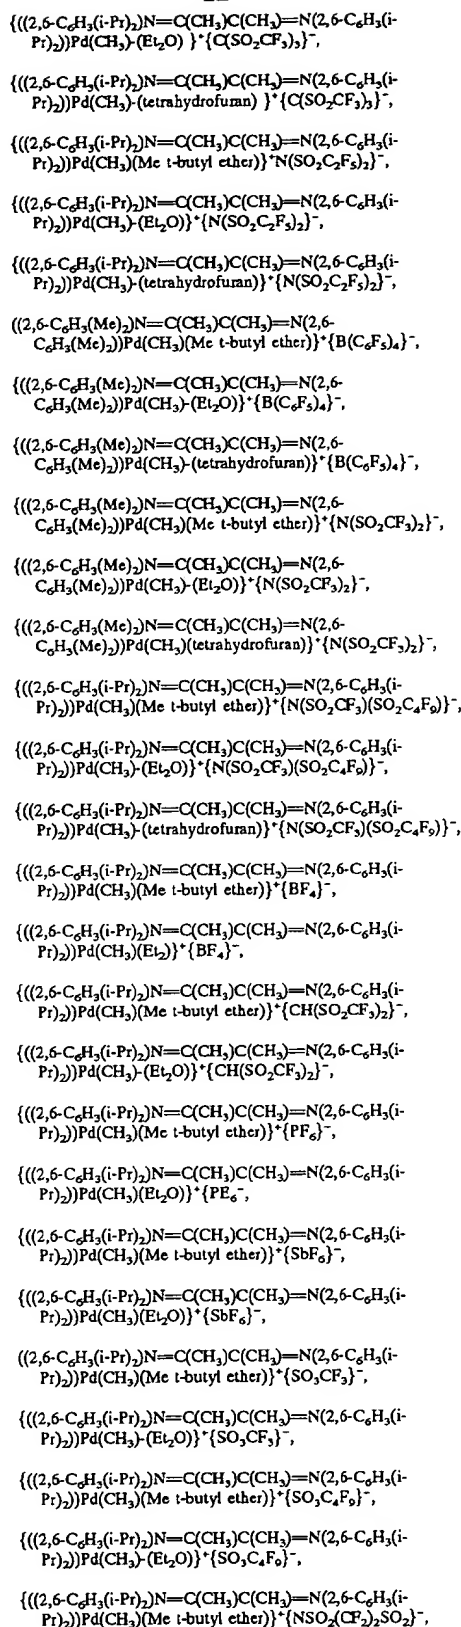 {((2,6-C₆H₃(i-Pr)₂)N=C(CH₃)C(CH₃)=N(2,6-C₆H₃(i-
Pr)₂))Pd(CH₃)-(Et₂O) }⁺{C(SO₂CF₃)₃}⁻,
{((2,6-C₆H₃(i-Pr)₂)N=C(CH₃)C(CH₃)=N(2,6-C₆H₃(i-
Pr)₂))Pd(CH₃)-(tetrahydrofuran) }⁺{C(SO₂CF₃)₃}⁻,
{((2,6-C₆H₃(i-Pr)₂)N=C(CH₃)C(CH₃)=N(2,6-C₆H₃(i-
Pr)₂))Pd(CH₃)(Me t-butyl ether)}⁺N(SO₂C₂F₅)₂}⁻,
{((2,6-C₆H₃(i-Pr)₂)N=C(CH₃)C(CH₃)=N(2,6-C₆H₃(i-
Pr)₂))Pd(CH₃)-(Et₂O)}⁺{N(SO₂C₂F₅)₂}⁻,
{((2,6-C₆H₃(i-Pr)₂)N=C(CH₃)C(CH₃)=N(2,6-C₆H₃(i-
Pr)₂))Pd(CH₃)-(tetrahydrofuran)}⁺{N(SO₂C₂F₅)₂}⁻,
((2,6-C₆H₃(Me)₂)N=C(CH₃)C(CH₃)=N(2,6-
C₆H₃(Me)₂))Pd(CH₃)(Me t-butyl ether)}⁺{B(C₆F₅)₄}⁻,
{((2,6-C₆H₃(Me)₂)N=C(CH₃)C(CH₃)=N(2,6-
C₆H₃(Me)₂))Pd(CH₃)-(Et₂O)}⁺{B(C₆F₅)₄}⁻,
{((2,6-C₆H₃(Me)₂)N=C(CH₃)C(CH₃)=N(2,6-
C₆H₃(Me)₂))Pd(CH₃)-(tetrahydrofuran)}⁺{B(C₆F₅)₄}⁻,
{((2,6-C₆H₃(Me)₂)N=C(CH₃)C(CH₃)=N(2,6-
C₆H₃(Me)₂))Pd(CH₃)(Me t-butyl ether)}⁺{N(SO₂CF₃)₂}⁻,
{((2,6-C₆H₃(Me)₂)N=C(CH₃)C(CH₃)=N(2,6-
C₆H₃(Me)₂))Pd(CH₃)-(Et₂O)}⁺{N(SO₂CF₃)₂}⁻,
{((2,6-C₆H₃(Me)₂)N=C(CH₃)C(CH₃)=N(2,6-
C₆H₃(Me)₂))Pd(CH₃)(tetrahydrofuran)}⁺{N(SO₂CF₃)₂}⁻,
{((2,6-C₆H₃(i-Pr)₂)N=C(CH₃)C(CH₃)=N(2,6-C₆H₃(i-
Pr)₂))Pd(CH₃)(Me t-butyl ether)}⁺{N(SO₂CF₃)(SO₂C₄F₉)}⁻,
{((2,6-C₆H₃(i-Pr)₂)N=C(CH₃)C(CH₃)=N(2,6-C₆H₃(i-
Pr)₂))Pd(CH₃)-(Et₂O)}⁺{N(SO₂CF₃)(SO₂C₄F₉)}⁻,
{((2,6-C₆H₃(i-Pr)₂)N=C(CH₃)C(CH₃)=N(2,6-C₆H₃(i-
Pr)₂))Pd(CH₃)-(tetrahydrofuran)}⁺{N(SO₂CF₃)(SO₂C₄F₉)}⁻,
{((2,6-C₆H₃(i-Pr)₂)N=C(CH₃)C(CH₃)=N(2,6-C₆H₃(i-
Pr)₂))Pd(CH₃)(Me t-butyl ether)}⁺{BF₄}⁻,
{((2,6-C₆H₃(i-Pr)₂)N=C(CH₃)C(CH₃)=N(2,6-C₆H₃(i-
Pr)₂))Pd(CH₃)(Et₂)}⁺{BF₄}⁻,
{((2,6-C₆H₃(i-Pr)₂)N=C(CH₃)C(CH₃)=N(2,6-C₆H₃(i-
Pr)₂))Pd(CH₃)(Me t-butyl ether)}⁺{CH(SO₂CF₃)₂}⁻,
{((2,6-C₆H₃(i-Pr)₂)N=C(CH₃)C(CH₃)=N(2,6-C₆H₃(i-
Pr)₂))Pd(CH₃)-(Et₂O)}⁺{CH(SO₂CF₃)₂}⁻,
{((2,6-C₆H₃(i-Pr)₂)N=C(CH₃)C(CH₃)=N(2,6-C₆H₃(i-
Pr)₂))Pd(CH₃)(Me t-butyl ether)}⁺{PF₆}⁻,
{((2,6-C₆H₃(i-Pr)₂)N=C(CH₃)C(CH₃)=N(2,6-C₆H₃(i-
Pr)₂))Pd(CH₃)(Et₂O)}⁺{PE₆⁻,
{((2,6-C₆H₃(i-Pr)₂)N=C(CH₃)C(CH₃)=N(2,6-C₆H₃(i-
Pr)₂))Pd(CH₃)(Me t-butyl ether)}⁺{SbF₆}⁻,
{((2,6-C₆H₃(i-Pr)₂)N=C(CH₃)C(CH₃)=N(2,6-C₆H₃(i-
Pr)₂))Pd(CH₃)(Et₂O)}⁺{SbF₆}⁻,
((2,6-C₆H₃(i-Pr)₂)N=C(CH₃)C(CH₃)=N(2,6-C₆H₃(i-
Pr)₂))Pd(CH₃)(Me t-butyl ether)}⁺{SO₃CF₃}⁻,
{((2,6-C₆H₃(i-Pr)₂)N=C(CH₃)C(CH₃)=N(2,6-C₆H₃(i-
Pr)₂))Pd(CH₃)-(Et₂O)}⁺{SO₃CF₃}⁻,
{((2,6-C₆H₃(i-Pr)₂)N=C(CH₃)C(CH₃)=N(2,6-C₆H₃(i-
Pr)₂))Pd(CH₃)(Me t-butyl ether)}⁺{SO₃C₄F₉}⁻,
{((2,6-C₆H₃(i-Pr)₂)N=C(CH₃)C(CH₃)=N(2,6-C₆H₃(i-
Pr)₂))Pd(CH₃)-(Et₂O)}⁺{SO₃C₄F₉}⁻,
{((2,6-C₆H₃(i-Pr)₂)N=C(CH₃)C(CH₃)=N(2,6-C₆H₃(i-
Pr)₂))Pd(CH₃)(Me t-butyl ether)}⁺{NSO₂(CF₂)₂SO₂}⁻,